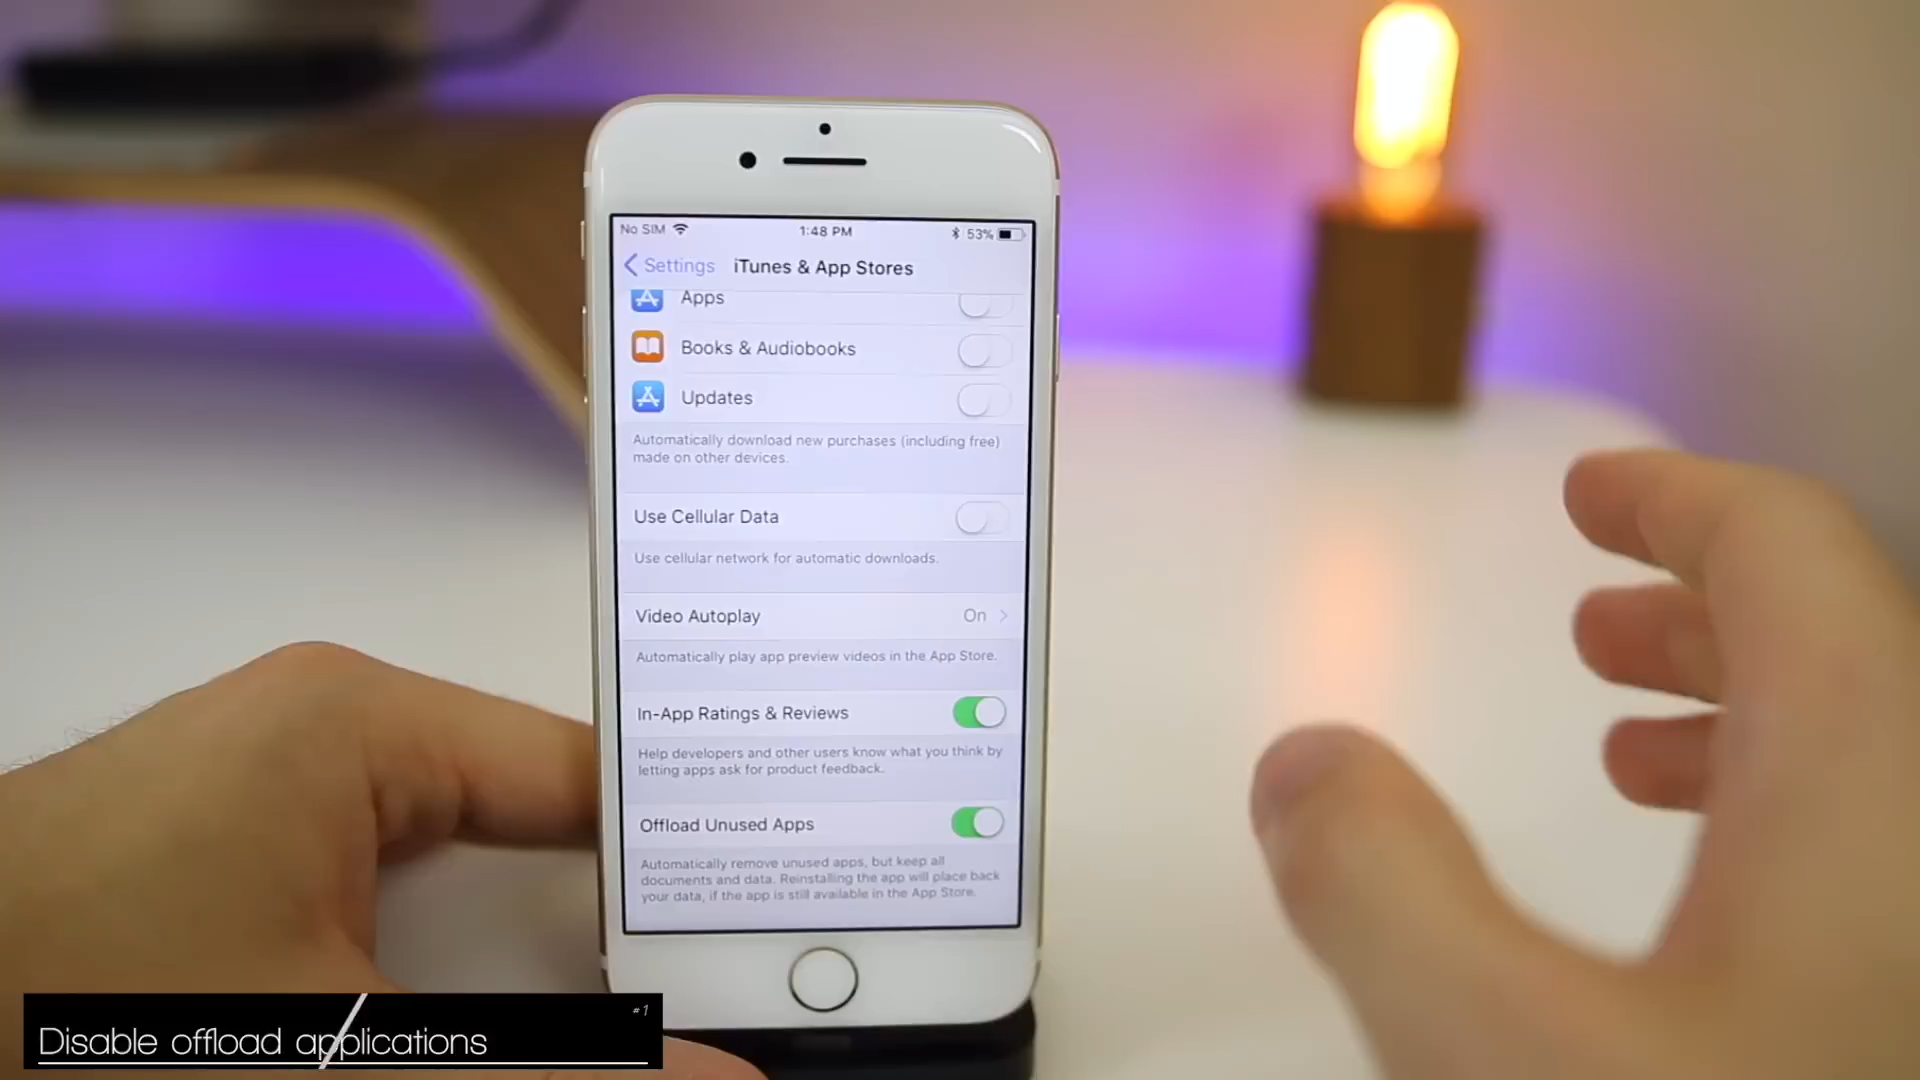 No SIM 1:48 PM 53%
Settings iTunes & App Stores
Apps
Books & Audiobooks
Updates
Automatically download new purchases (including free)
made on other devices.
Use Cellular Data
Use cellular network for automatic downloads.
Video Autoplay On
Automatically play app preview videos in the App Store.
In-App Ratings & Reviews
Help developers and other users know what you think by
letting apps ask for product feedback.
Offload Unused Apps
Automatically remove unused apps, but keep all
documents and data. Reinstalling the app will place back
your data, if the app is still available in the App Store.
#1
Disable offload applications